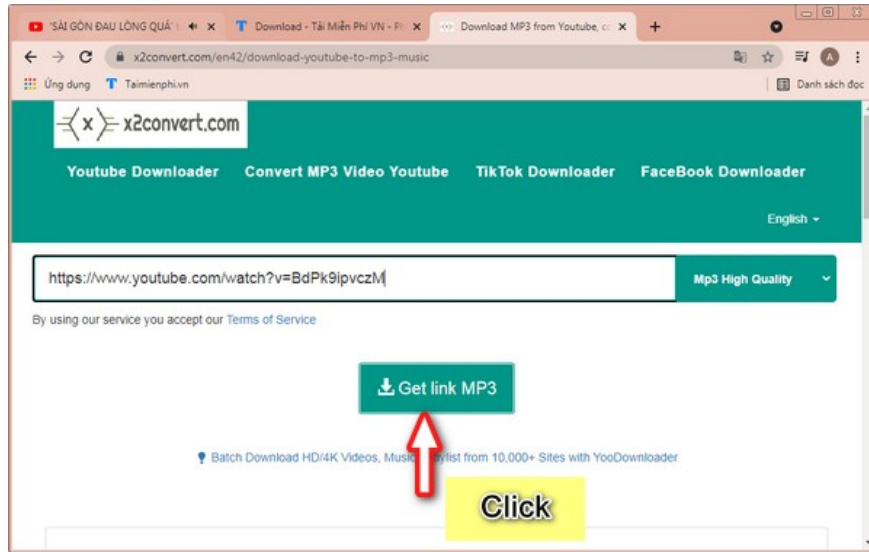 'SÀI GÒN ĐAU LÒNG QUÁ'
Download - Tải Miễn Phí VN - Ph
Download MP3 from Youtube, co
x2convert.com/en42/download-youtube-to-mp3-music
A
Ứng dụng
Taimienphi.vn
Danh sách đọc
x2convert.com
Youtube Downloader Convert MP3 Video Youtube TikTok Downloader FaceBook Downloader
English
https://www.youtube.com/watch?v=BdPk9ipvczM
Mp3 High Quality
By using our service you accept our Terms of Service
Get link MP3
Batch Download HD/4K Videos, Music, ylist from 10,000+ Sites with YooDownloader
Click